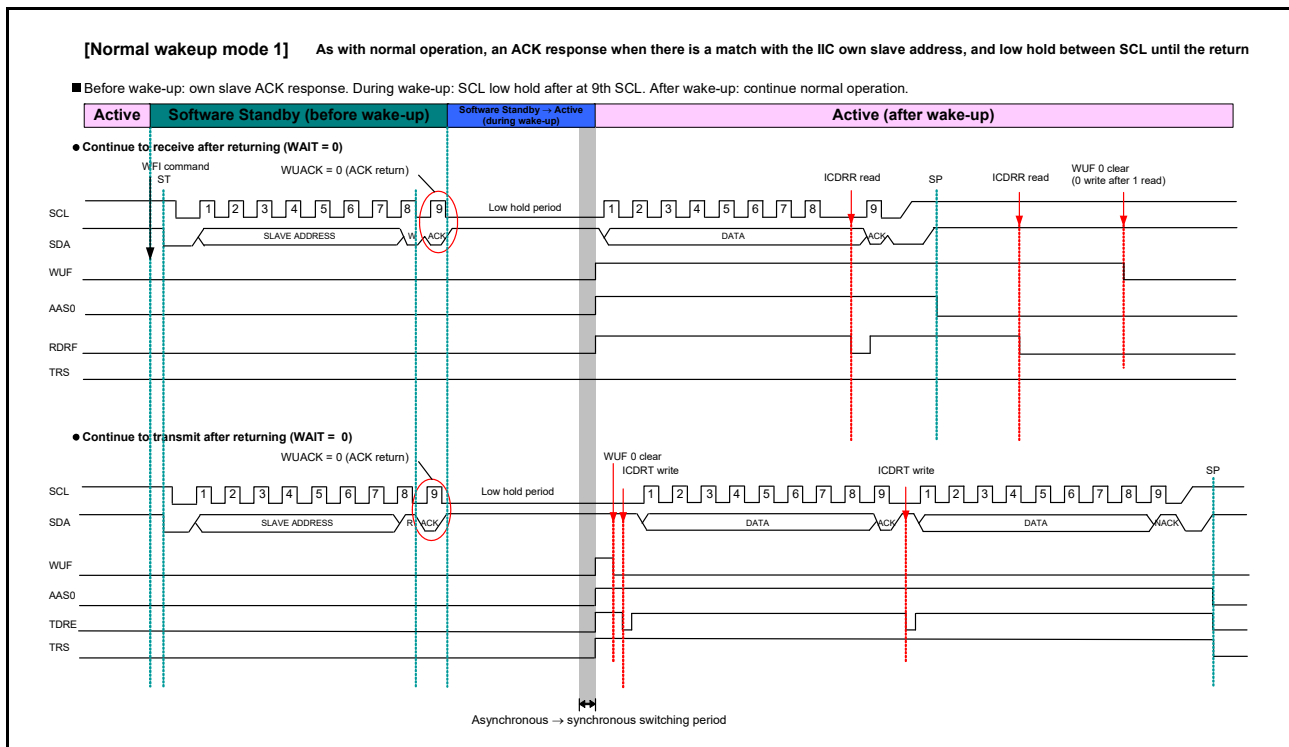 [Normal wakeup mode 1] As with normal operation, an ACK response when there is a match with the IIC own slave address, and low hold between SCL until the return
■ Before wake-up: own slave ACK response. During wake-up: SCL low hold after at 9th SCL. After wake-up: continue normal operation.
Active
Software Standby (before wake-up)
Software Standby → Active
(during wake-up)
Active (after wake-up)
● Continue to receive after returning (WAIT = 0)
WFI command
ST
WUACK = 0 (ACK return)
ICDRR read
SP
ICDRR read
WUF 0 clear
(0 write after 1 read)
SCL 1 2 3 4 5 6 7 8 9 Low hold period 1 2 3 4 5 6 7 8 9
SDA SLAVE ADDRESS W ACK DATA ACK
WUF
AAS0
RDRF
TRS
● Continue to transmit after returning (WAIT = 0)
WUACK = 0 (ACK return)
WUF 0 clear
ICDRT write
ICDRT write
SP
SCL 1 2 3 4 5 6 7 8 9 Low hold period 1 2 3 4 5 6 7 8 9 1 2 3 4 5 6 7 8 9
SDA SLAVE ADDRESS R ACK DATA ACK DATA NACK
WUF
AAS0
TDRE
TRS
Asynchronous → synchronous switching period